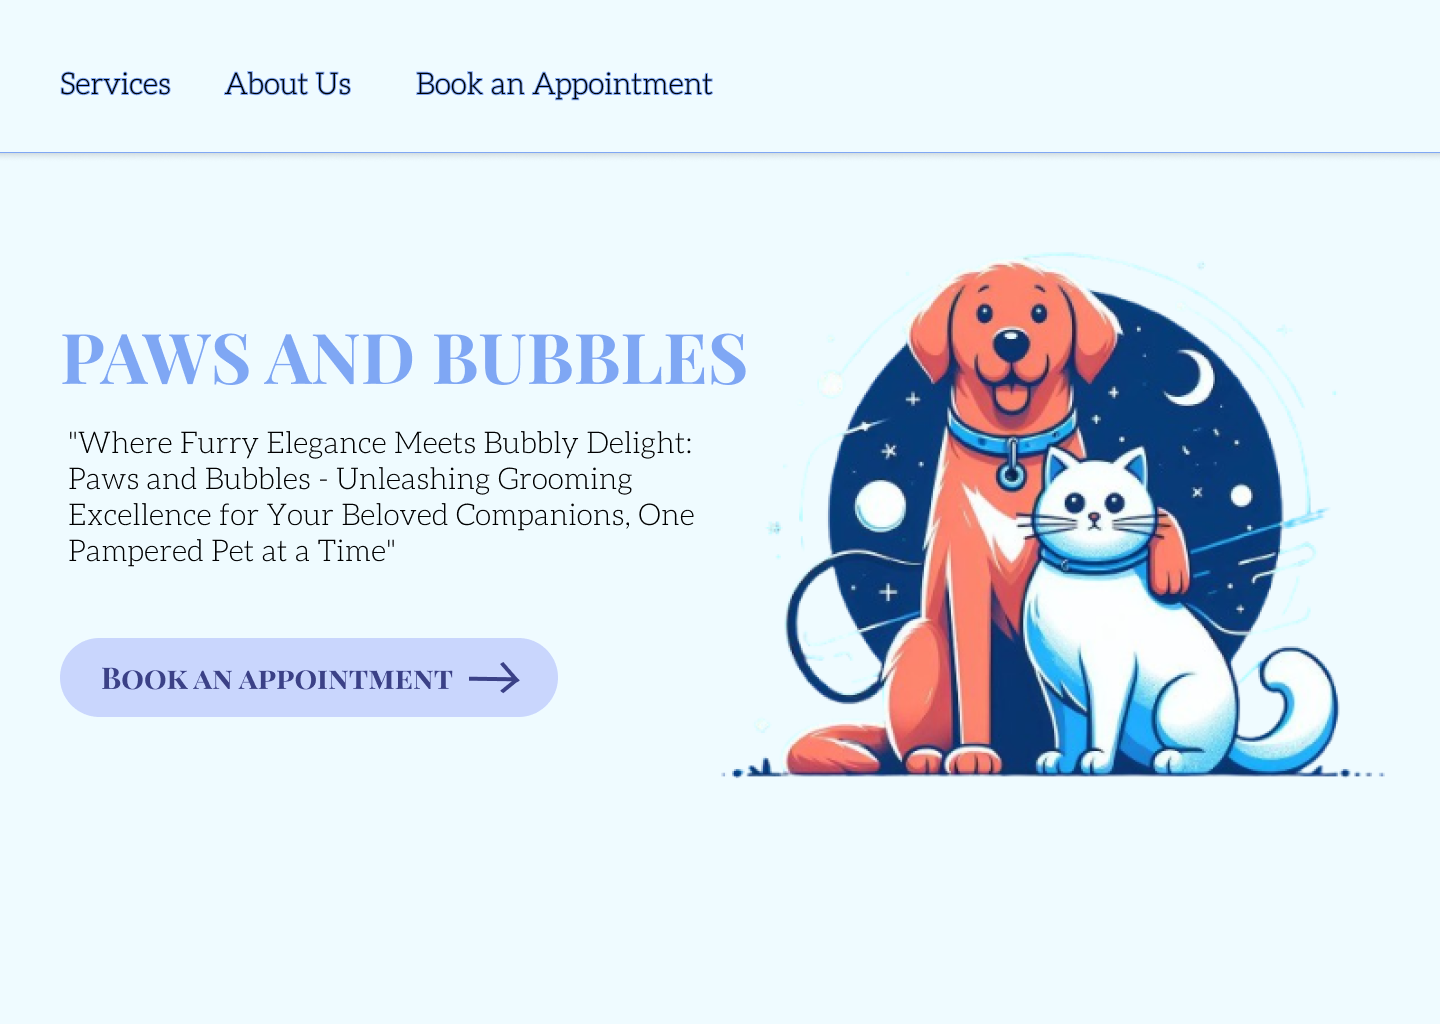 Services About Us Book an Appointment
PAWS AND BUBBLES
"Where Furry Elegance Meets Bubbly Delight:
Paws and Bubbles - Unleashing Grooming
Excellence for Your Beloved Companions, One
Pampered Pet at a Time"
Book an appointment